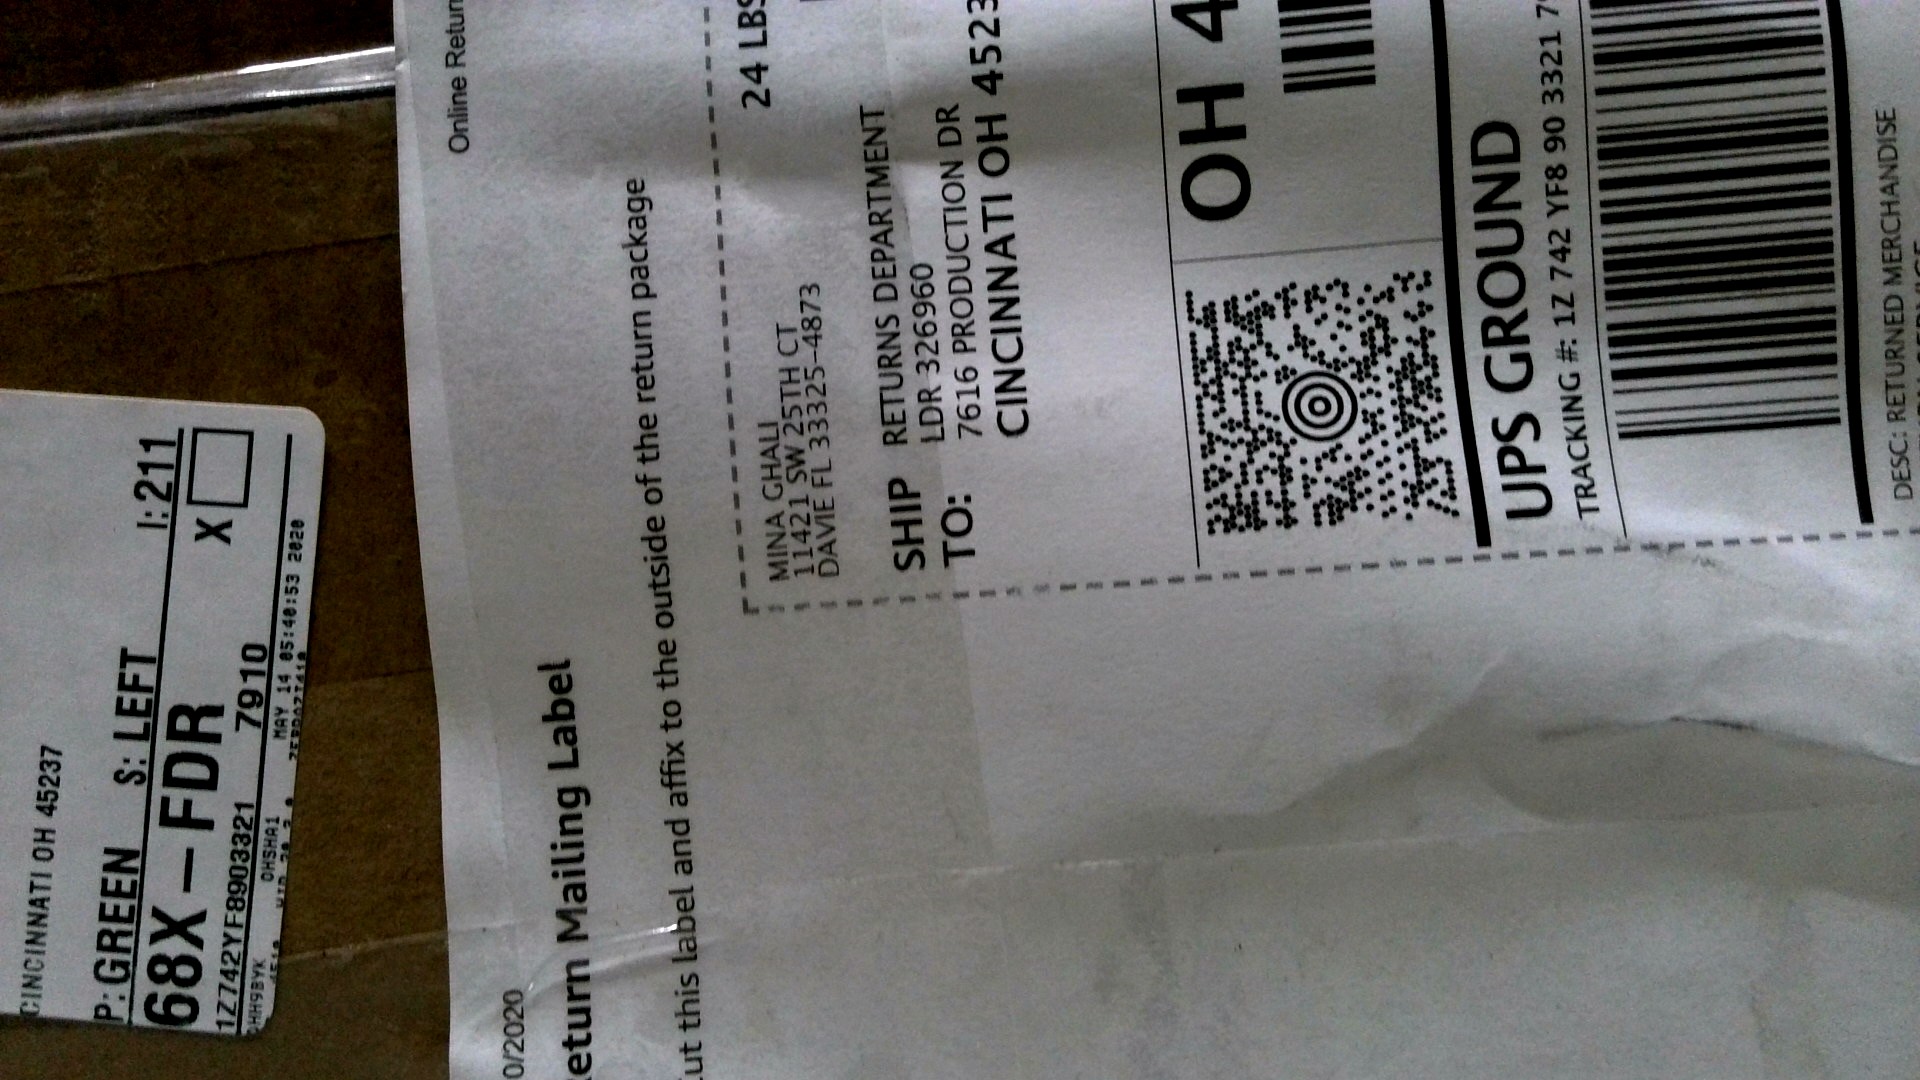 CINCINNATI OH 45237
P: GREEN S: LEFT I: 211
68X-FDR X
1Z742YF8903321 7910
HH9BYK OHSHA1 MAY 14 05:40:53 2020
Online Retur
0/2020
eturn Mailing Label
ut this label and affix to the outside of the return package
24 LBS
MINA GHALI
11421 SW 25TH CT
DAVIE FL 33325-4873
SHIP TO:
RETURNS DEPARTMENT
LDR 326960
7616 PRODUCTION DR
CINCINNATI OH 4523
OH 4
UPS GROUND
TRACKING #: 1Z 742 YF8 90 3321 7
DESC: RETURNED MERCHANDISE